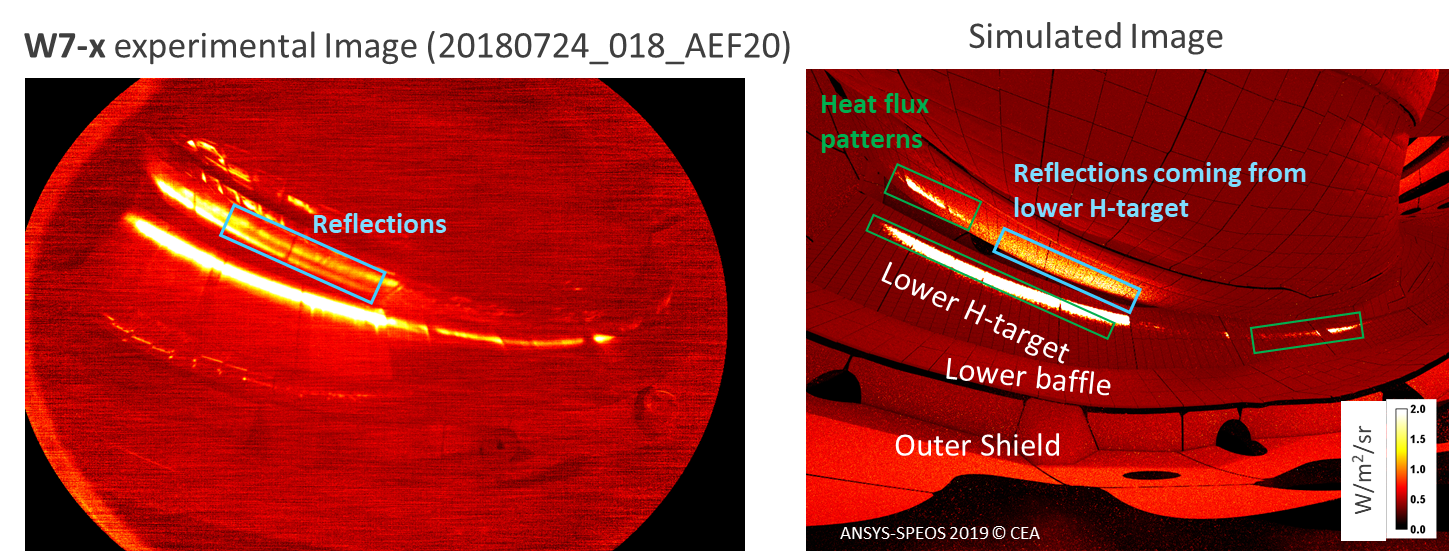 W7-x experimental Image (20180724_018_AEF20)
Reflections
Simulated Image
Heat flux
patterns
Reflections coming from
lower H-target
Lower H-target
Lower baffle
Outer Shield
ANSYS-SPEOS 2019 © CEA
W/m²/sr
2.0
1.5
1.0
0.5
0.0